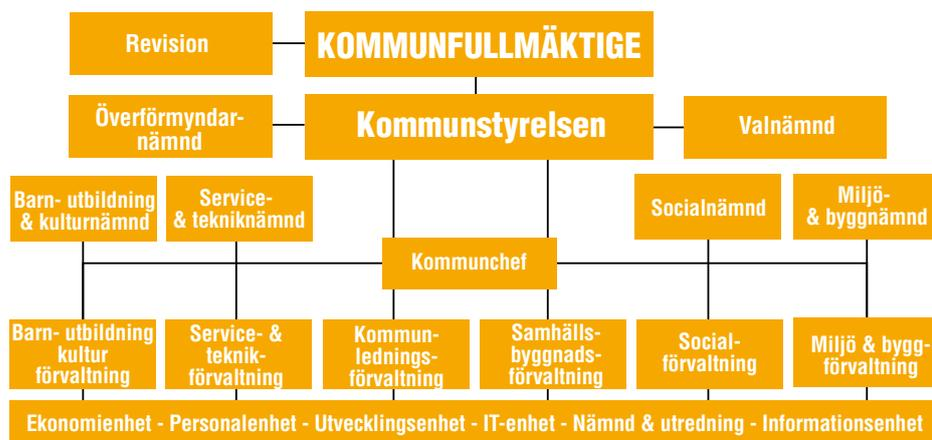 Revision
KOMMUNFULLMÄKTIGE
Överförmyndar-
nämnd
Kommunstyrelsen
Valnämnd
Barn- utbildning
& kulturnämnd
Service-
& tekniknämnd
Socialnämnd
Miljö-
& byggnämnd
Kommunchef
Barn- utbildning
kultur
förvaltning
Service- &
teknik-
förvaltning
Kommun-
lednings-
förvaltning
Samhälls-
byggnads-
förvaltning
Social-
förvaltning
Miljö & bygg-
förvaltning
Ekonomienhet - Personalenhet - Utvecklingsenhet - IT-enhet - Nämnd & utredning - Informationsenhet